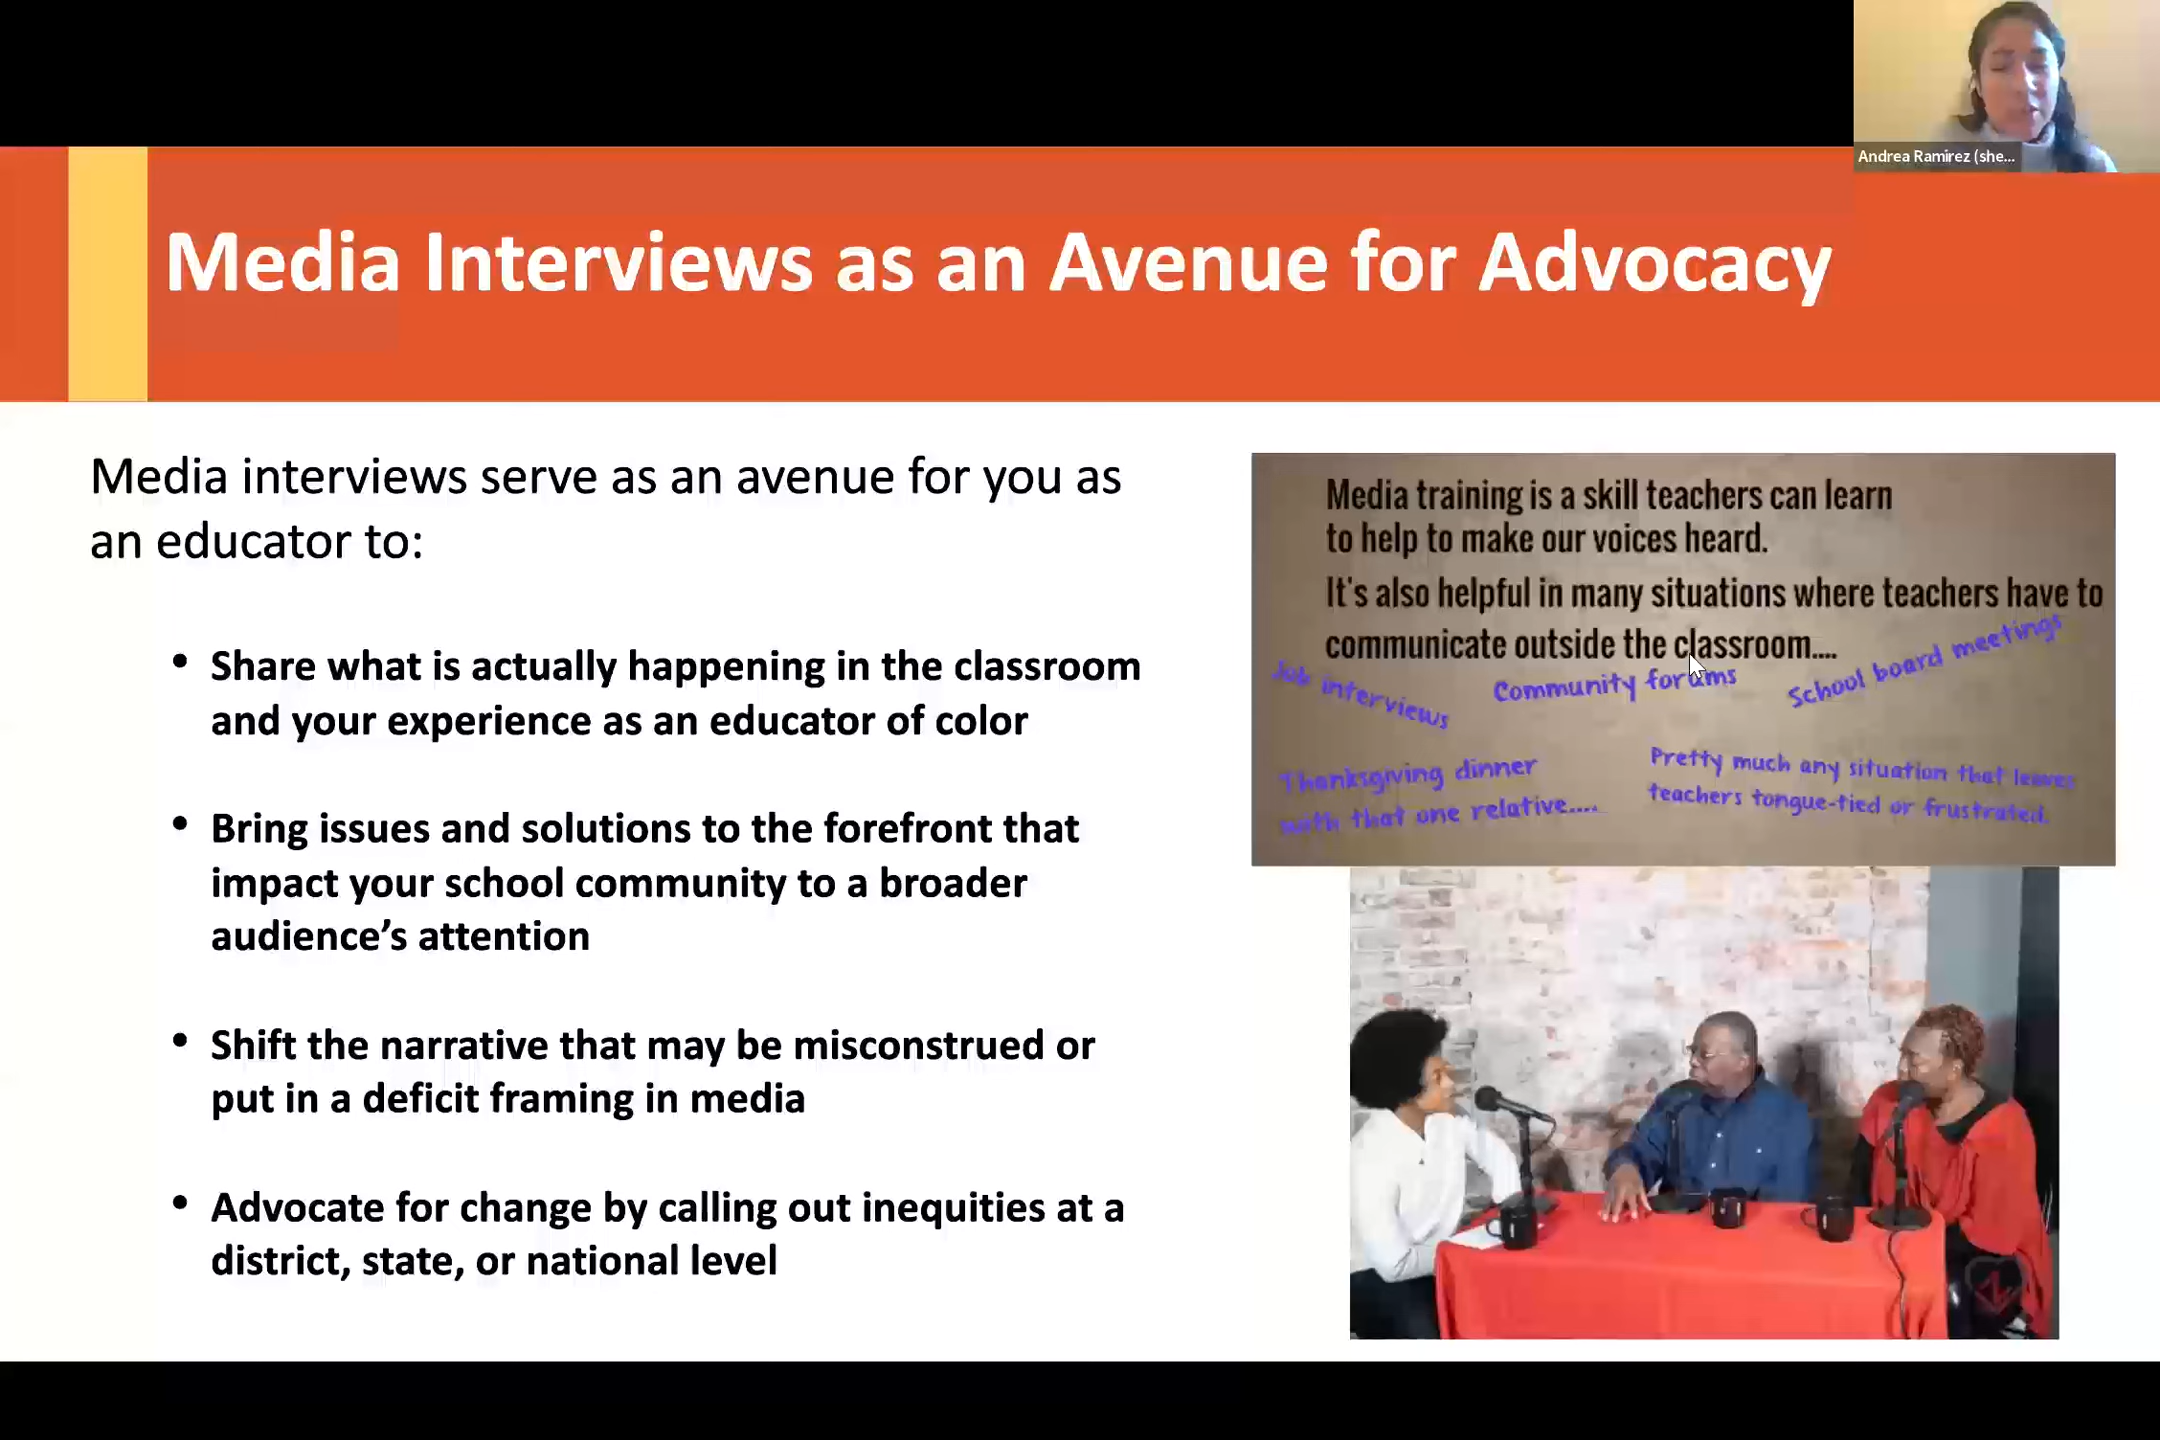 Andrea Ramirez (she...
Media Interviews as an Avenue for Advocacy
Media interviews serve as an avenue for you as
an educator to:
• Share what is actually happening in the classroom
and your experience as an educator of color
• Bring issues and solutions to the forefront that
impact your school community to a broader
audience’s attention
• Shift the narrative that may be misconstrued or
put in a deficit framing in media
• Advocate for change by calling out inequities at a
district, state, or national level
Media training is a skill teachers can learn
to help to make our voices heard.
It's also helpful in many situations where teachers have to
communicate outside the classroom....
Job interviews
Community forums
School board meetings
Thanksgiving dinner
with that one relative....
Pretty much any situation that leaves
teachers tongue-tied or frustrated.